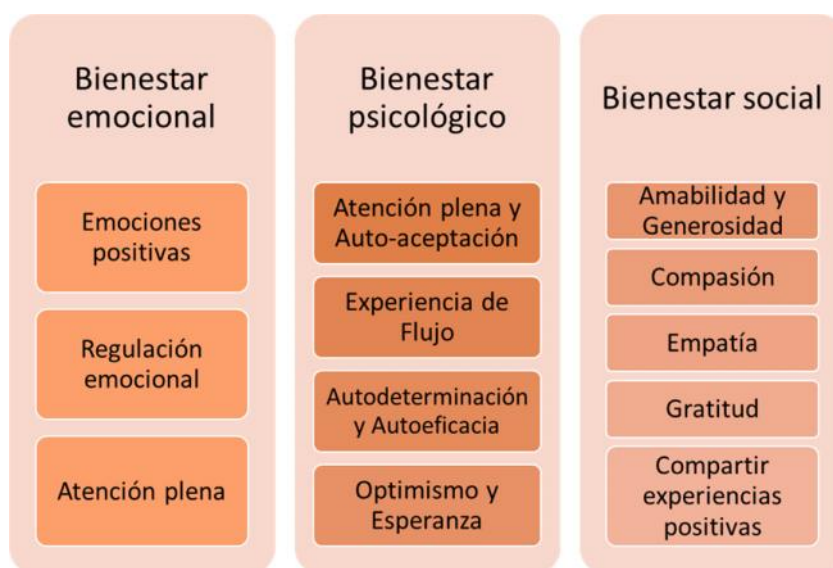 Bienestar
emocional
Emociones
positivas
Regulación
emocional
Atención plena
Bienestar
psicológico
Atención plena y
Auto-aceptación
Experiencia de
Flujo
Autodeterminación
y Autoeficacia
Optimismo y
Esperanza
Bienestar social
Amabilidad y
Generosidad
Compasión
Empatía
Gratitud
Compartir
experiencias
positivas